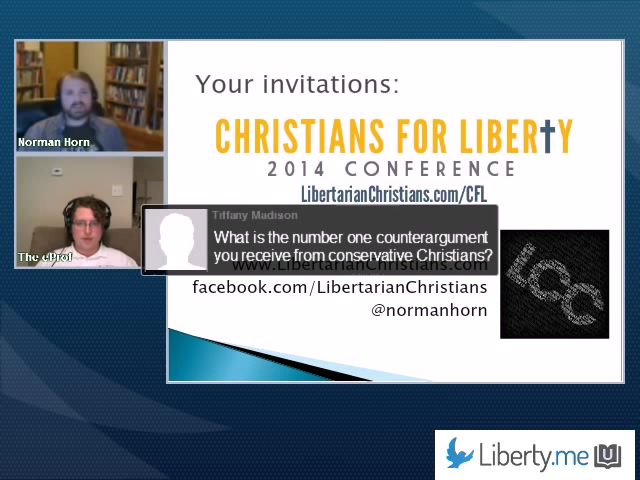 Your invitations:
CHRISTIANS FOR LIBERTY
2014 CONFERENCE
LibertarianChristians.com/CFL
Norman Horn
The eProf
Tiffany Madison
What is the number one counterargument
you receive from conservative Christians?
www.LibertarianChristians.com
facebook.com/LibertarianChristians
@normanhorn
LCC
Liberty.me